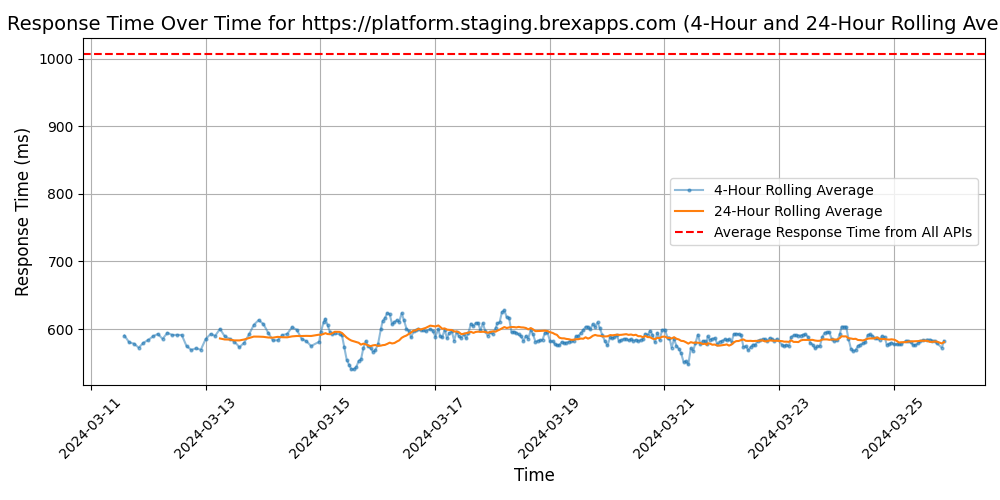 Response Time Over Time for https://platform.staging.brexapps.com (4-Hour and 24-Hour Rolling Ave
Response Time (ms)
1000
900
800
700
600
4-Hour Rolling Average
24-Hour Rolling Average
Average Response Time from All APIs
2024-03-11
2024-03-13
2024-03-15
2024-03-17
2024-03-19
2024-03-21
2024-03-23
2024-03-25
Time